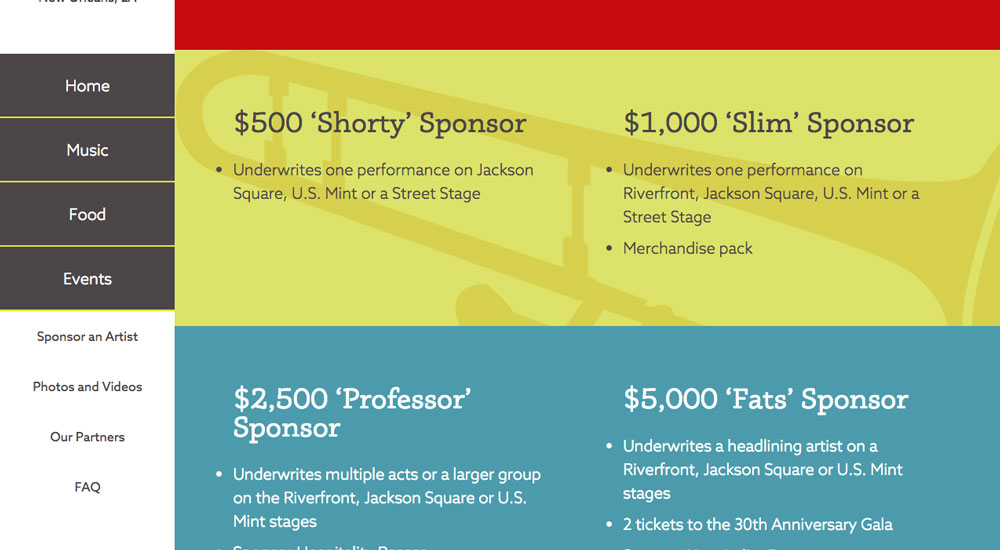 New Orleans, LA
Home
Music
Food
Events
Sponsor an Artist
Photos and Videos
Our Partners
FAQ
$500 ‘Shorty’ Sponsor
• Underwrites one performance on Jackson
Square, U.S. Mint or a Street Stage
$1,000 ‘Slim’ Sponsor
• Underwrites one performance on
Riverfront, Jackson Square, U.S. Mint or a
Street Stage
• Merchandise pack
$2,500 ‘Professor’
Sponsor
• Underwrites multiple acts or a larger group
on the Riverfront, Jackson Square or U.S.
Mint stages
$5,000 ‘Fats’ Sponsor
• Underwrites a headlining artist on a
Riverfront, Jackson Square or U.S. Mint
stages
• 2 tickets to the 30th Anniversary Gala